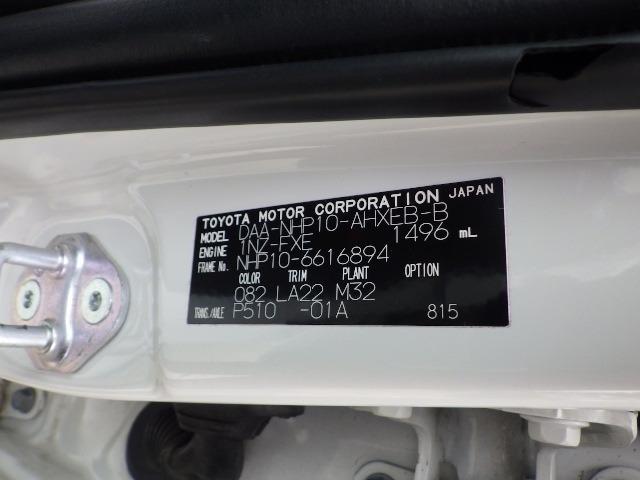 TOYOTA MOTOR CORPORATION JAPAN
MODEL DAA-NHP10-AHXEB-B
ENGINE 1NZ-FXE 1496 mL
FRAME No. NHP10-6616894
COLOR TRIM PLANT
082 LA22 M32
TRANS./AXLE P510 -01A 815